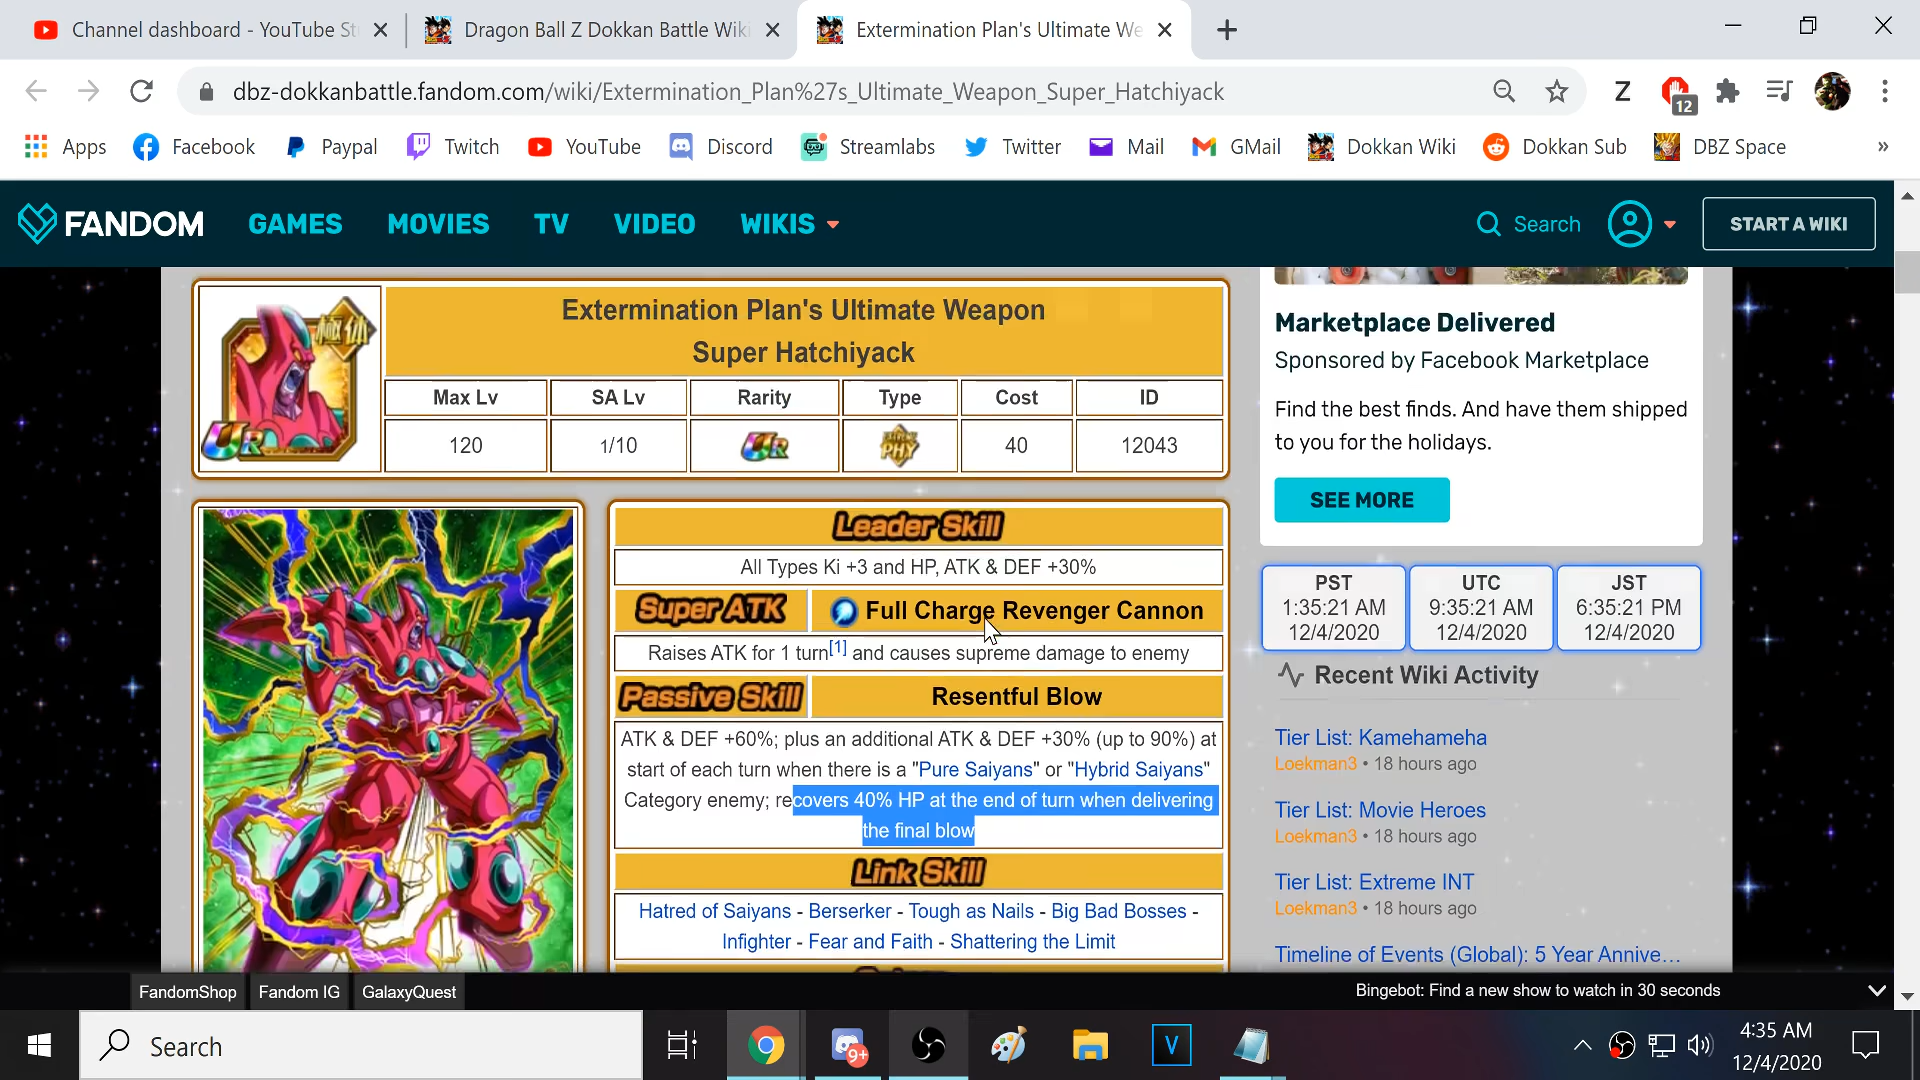 Channel dashboard - YouTube St
Dragon Ball Z Dokkan Battle Wiki
Extermination Plan's Ultimate We
dbz-dokkanbattle.fandom.com/wiki/Extermination_Plan%27s_Ultimate_Weapon_Super_Hatchiyack
Z
12
Apps Facebook Paypal Twitch YouTube Discord Streamlabs Twitter Mail GMail Dokkan Wiki Dokkan Sub DBZ Space »
FANDOM GAMES MOVIES TV VIDEO WIKIS Search START A WIKI
Extermination Plan's Ultimate Weapon
Super Hatchiyack
Max Lv SA Lv Rarity Type Cost ID
120 1/10 UR PHY 40 12043
極体
UR
Leader Skill
All Types Ki +3 and HP, ATK & DEF +30%
Super ATK Full Charge Revenger Cannon
Raises ATK for 1 turn[1] and causes supreme damage to enemy
Passive Skill Resentful Blow
ATK & DEF +60%; plus an additional ATK & DEF +30% (up to 90%) at
start of each turn when there is a "Pure Saiyans" or "Hybrid Saiyans"
Category enemy; recovers 40% HP at the end of turn when delivering
the final blow
Link Skill
Hatred of Saiyans - Berserker - Tough as Nails - Big Bad Bosses -
Infighter - Fear and Faith - Shattering the Limit
Marketplace Delivered
Sponsored by Facebook Marketplace
Find the best finds. And have them shipped
to you for the holidays.
SEE MORE
PST UTC JST
1:35:21 AM 9:35:21 AM 6:35:21 PM
12/4/2020 12/4/2020 12/4/2020
Recent Wiki Activity
Tier List: Kamehameha
Loekman3 • 18 hours ago
Tier List: Movie Heroes
Loekman3 • 18 hours ago
Tier List: Extreme INT
Loekman3 • 18 hours ago
Timeline of Events (Global): 5 Year Annive...
FandomShop Fandom IG GalaxyQuest Bingebot: Find a new show to watch in 30 seconds
Search
9+
V
4:35 AM
12/4/2020